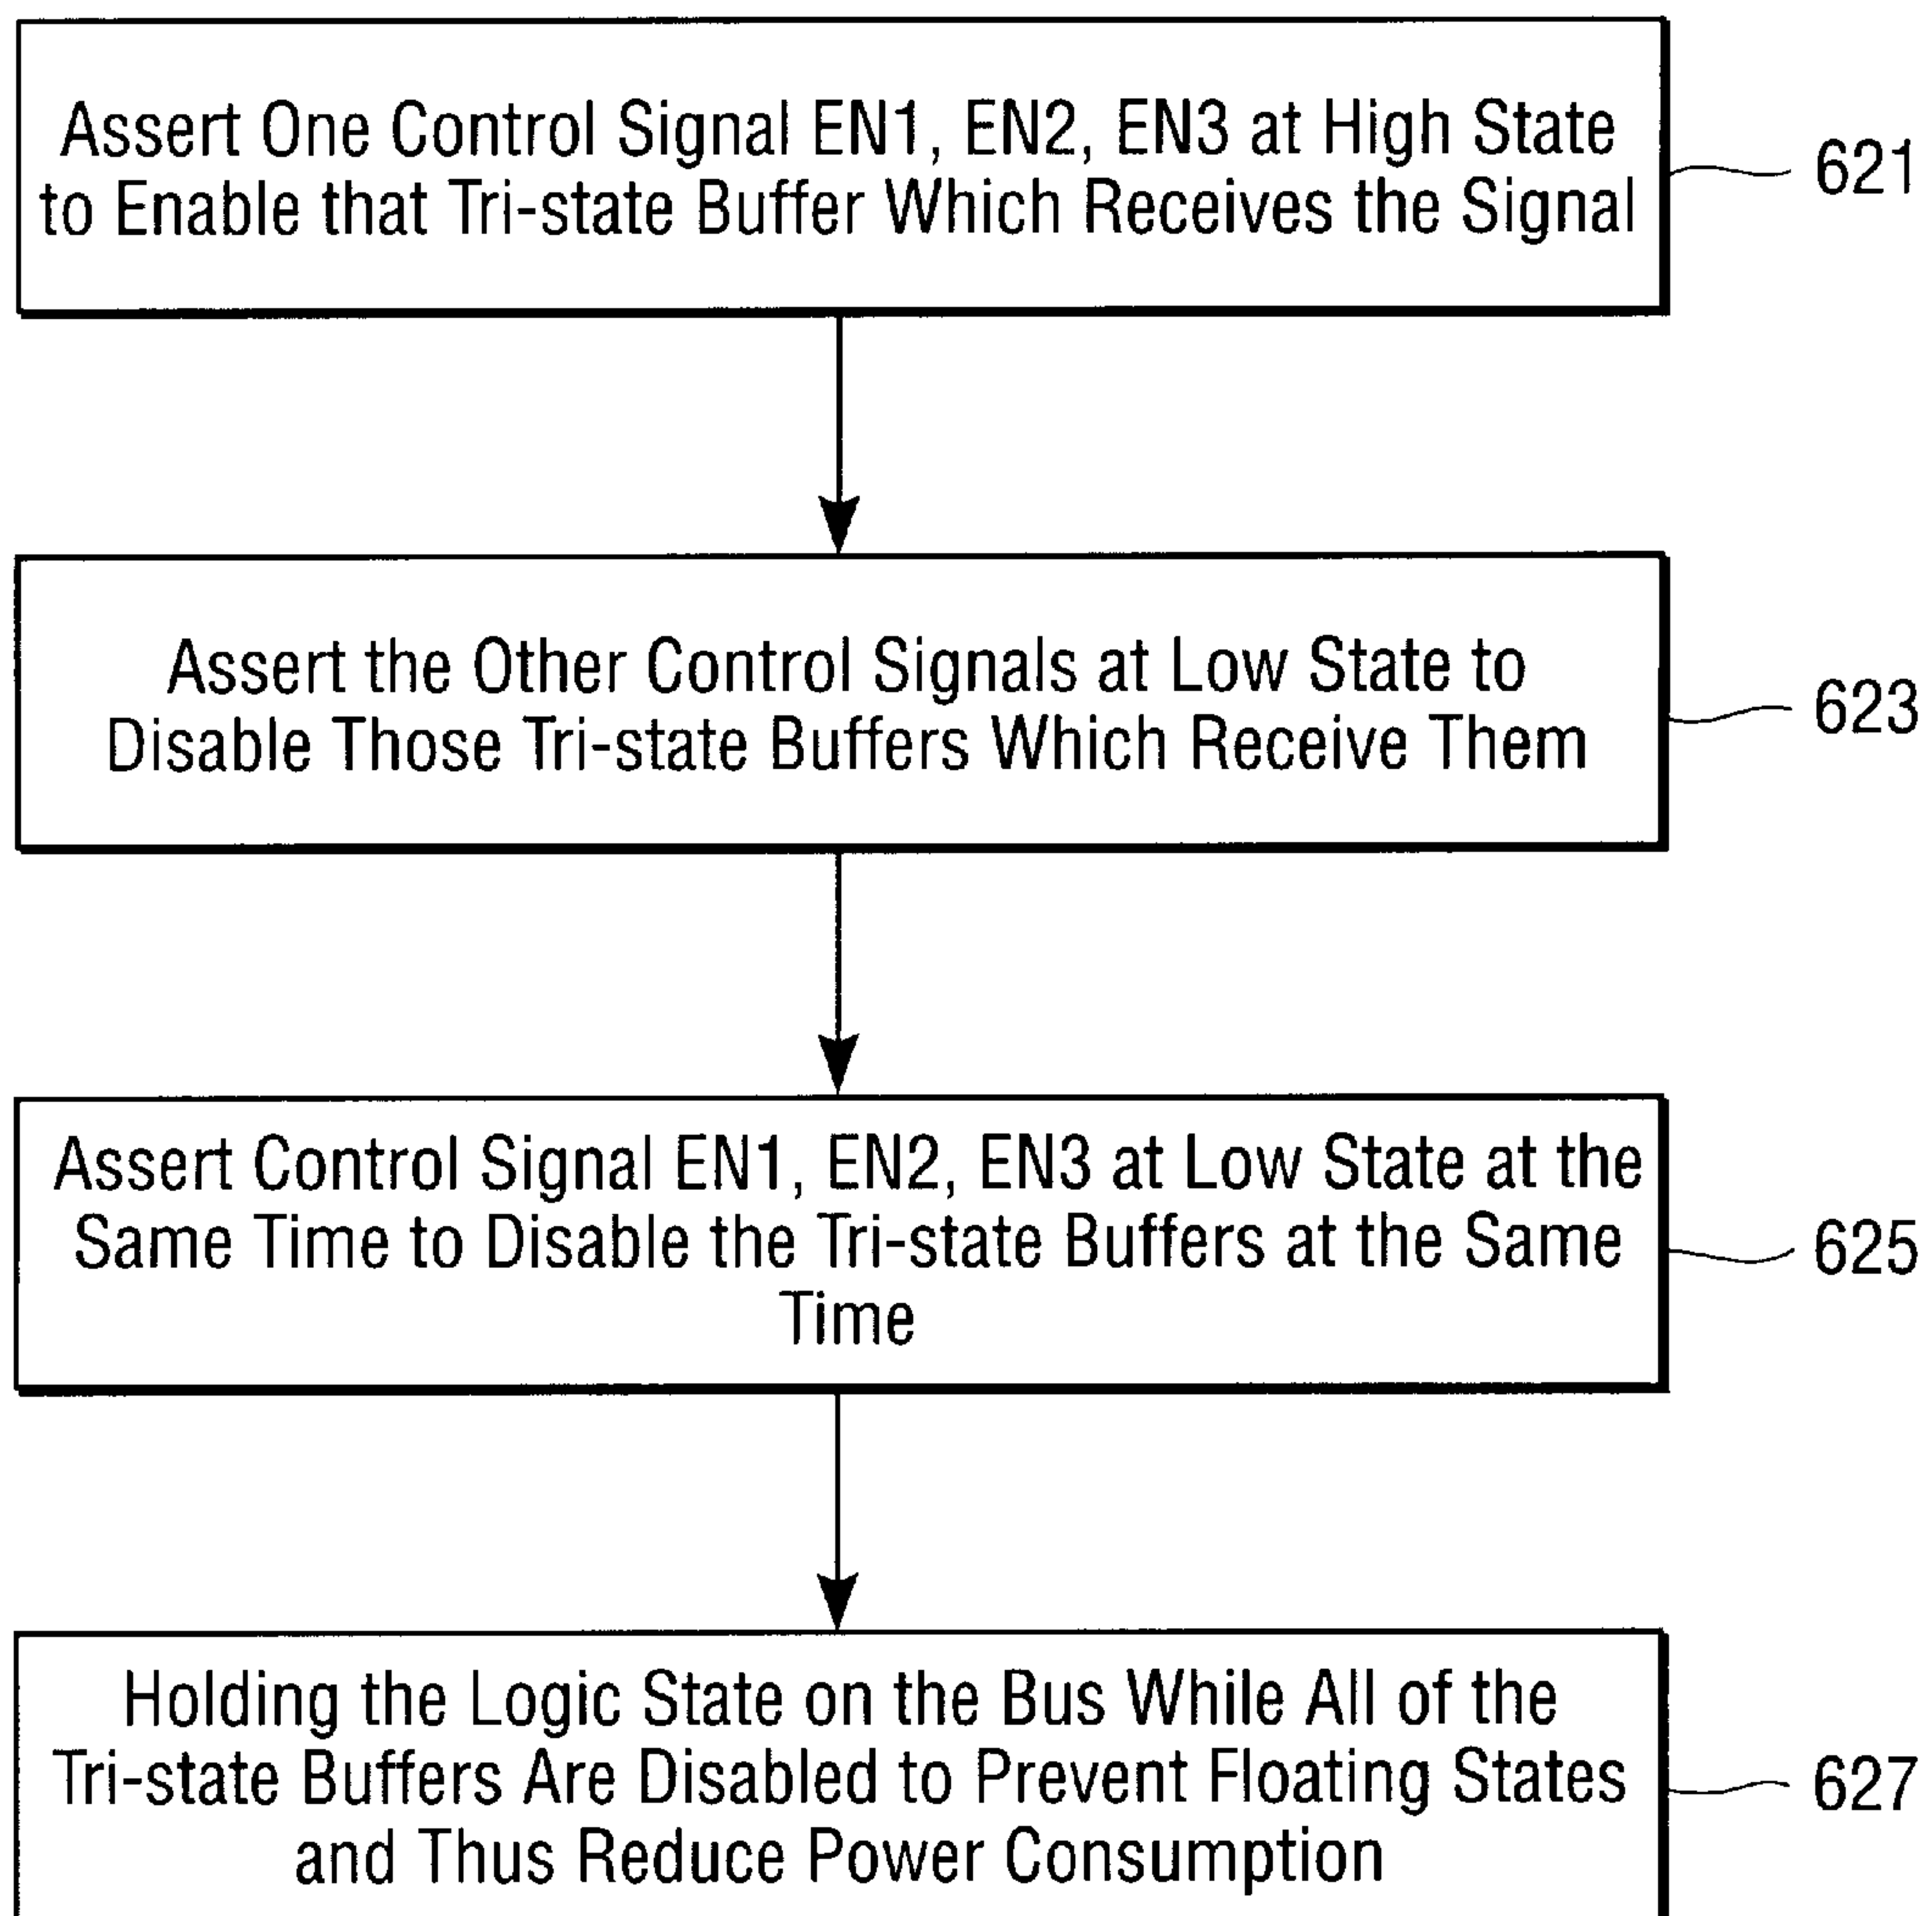 Assert One Control Signal EN1, EN2, EN3 at High State
to Enable that Tri-state Buffer Which Receives the Signal
621
Assert the Other Control Signals at Low State to
Disable Those Tri-state Buffers Which Receive Them
623
Assert Control Signal EN1, EN2, EN3 at Low State at the
Same Time to Disable the Tri-state Buffers at the Same
Time
625
Holding the Logic State on the Bus While All of the
Tri-state Buffers Are Disabled to Prevent Floating States
and Thus Reduce Power Consumption
627